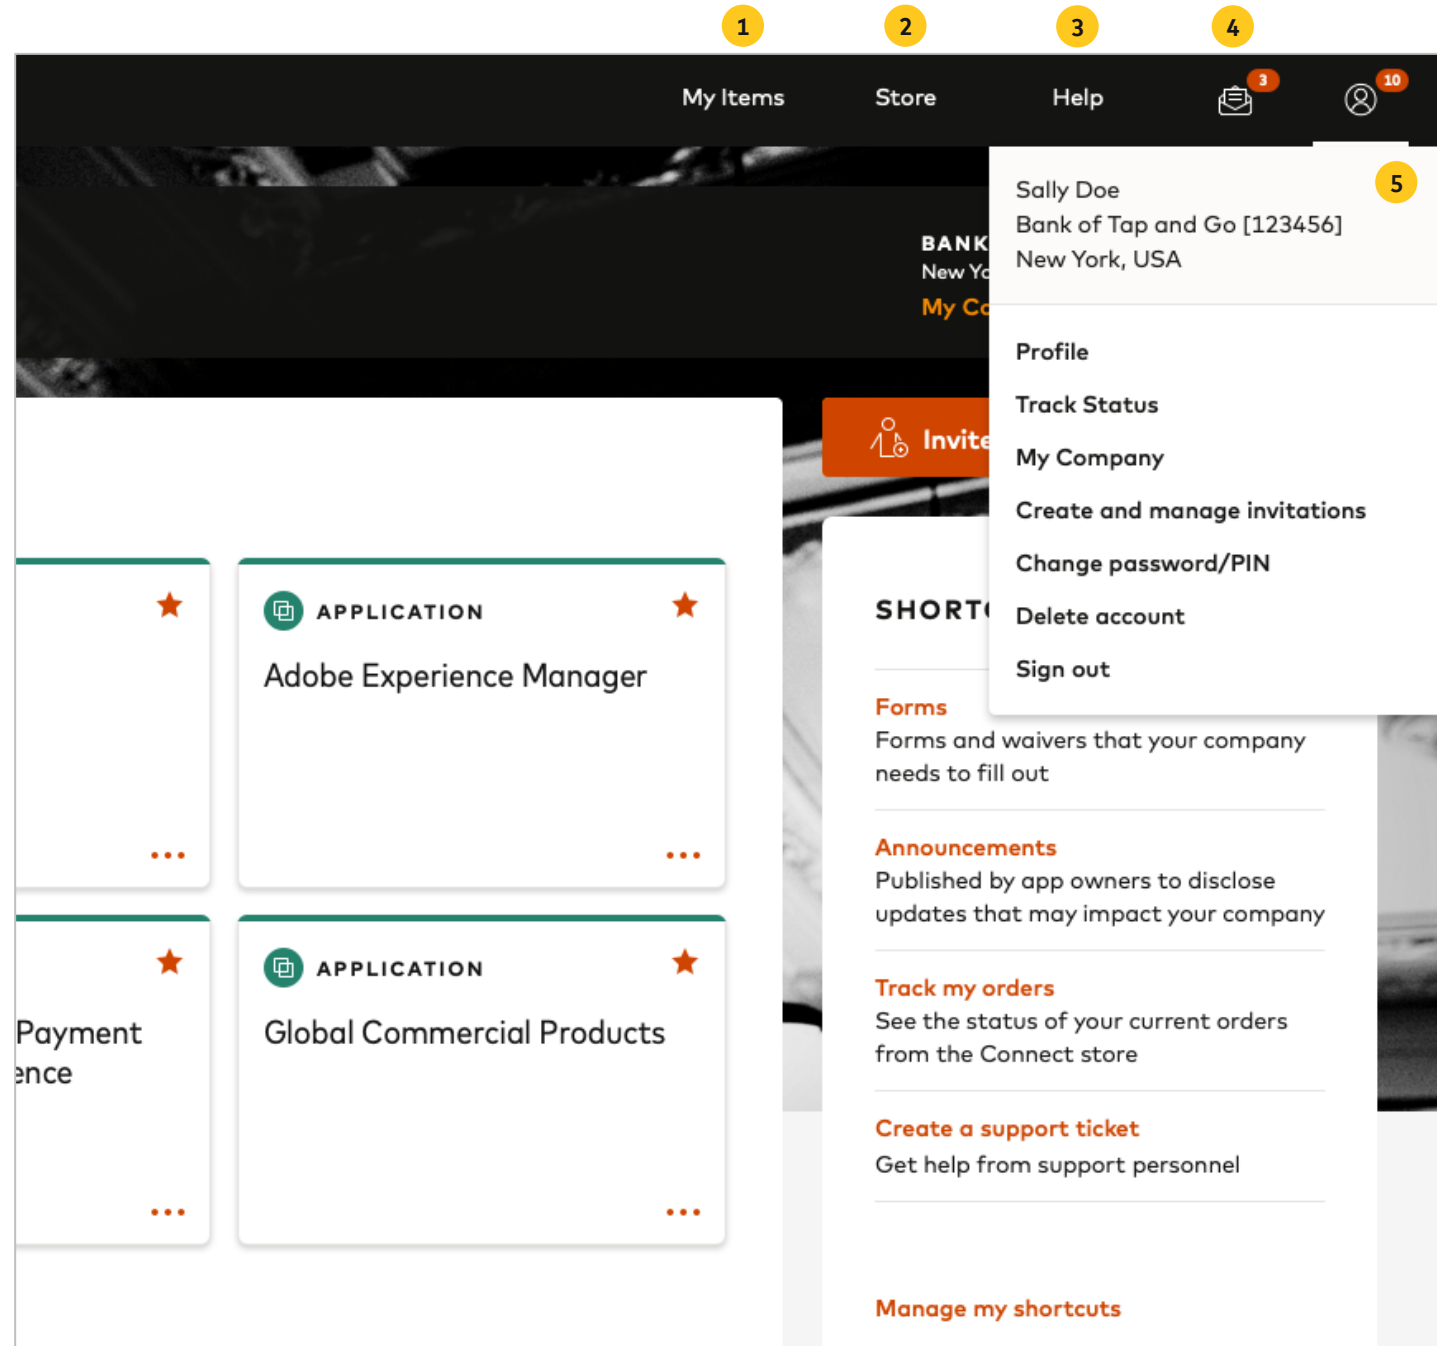 1
2
3
4
My Items
Store
Help
3
10
5
Sally Doe
Bank of Tap and Go [123456]
New York, USA
BANK
New Yo
My Co
Profile
Track Status
My Company
Create and manage invitations
Change password/PIN
Delete account
Sign out
Invite
APPLICATION
Adobe Experience Manager
Payment
ence
APPLICATION
Global Commercial Products
SHORTC
Forms
Forms and waivers that your company
needs to fill out
Announcements
Published by app owners to disclose
updates that may impact your company
Track my orders
See the status of your current orders
from the Connect store
Create a support ticket
Get help from support personnel
Manage my shortcuts